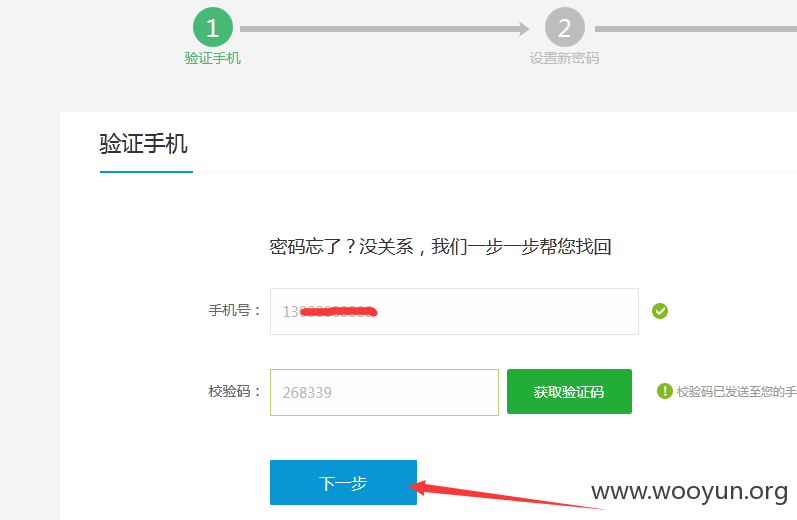 1 2
验证手机 设置新密码
验证手机
密码忘了？没关系，我们一步一步帮您找回
手机号：13
校验码：268339 获取验证码 校验码已发送至您的手
下一步
www.wooyun.org